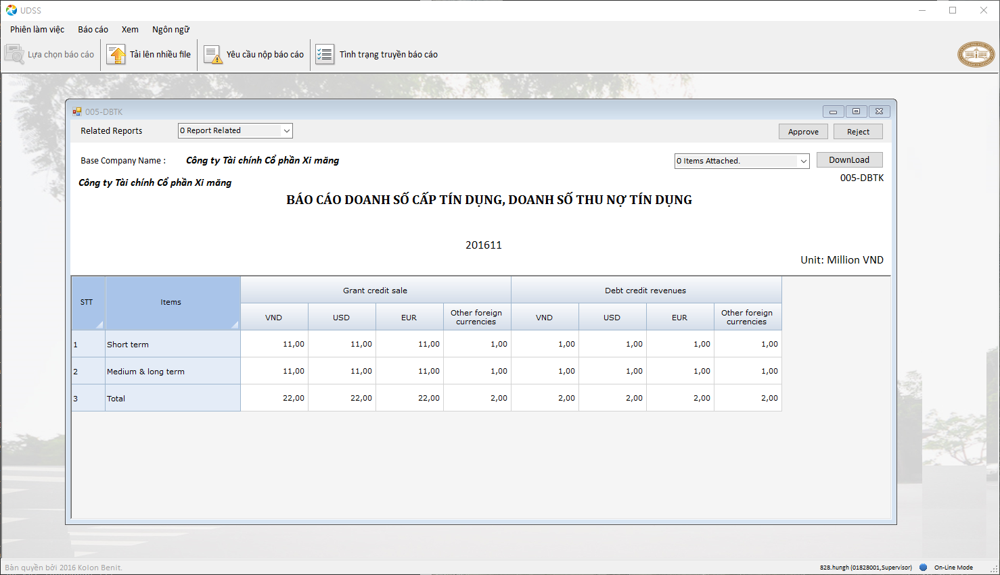 UDSS
Phiên làm việc Báo cáo Xem Ngôn ngữ
Lựa chọn báo cáo Tải lên nhiều file Yêu cầu nộp báo cáo Tình trạng truyền báo cáo
005-DBTK
Related Reports 0 Report Related Approve Reject
Base Company Name : Công ty Tài chính Cổ phần Xi măng 0 Items Attached. DownLoad
005-DBTK
Công ty Tài chính Cổ phần Xi măng
BÁO CÁO DOANH SỐ CẤP TÍN DỤNG, DOANH SỐ THU NỢ TÍN DỤNG
201611
Unit: Million VND
STT Items Grant credit sale Debt credit revenues
VND USD EUR Other foreign currencies VND USD EUR Other foreign currencies
1 Short term 11,00 11,00 11,00 1,00 1,00 1,00 1,00 1,00
2 Medium & long term 11,00 11,00 11,00 1,00 1,00 1,00 1,00 1,00
3 Total 22,00 22,00 22,00 2,00 2,00 2,00 2,00 2,00
Bản quyền bởi 2016 Kolon Benit. 828.hungh (01828001,Supervisor) On-Line Mode